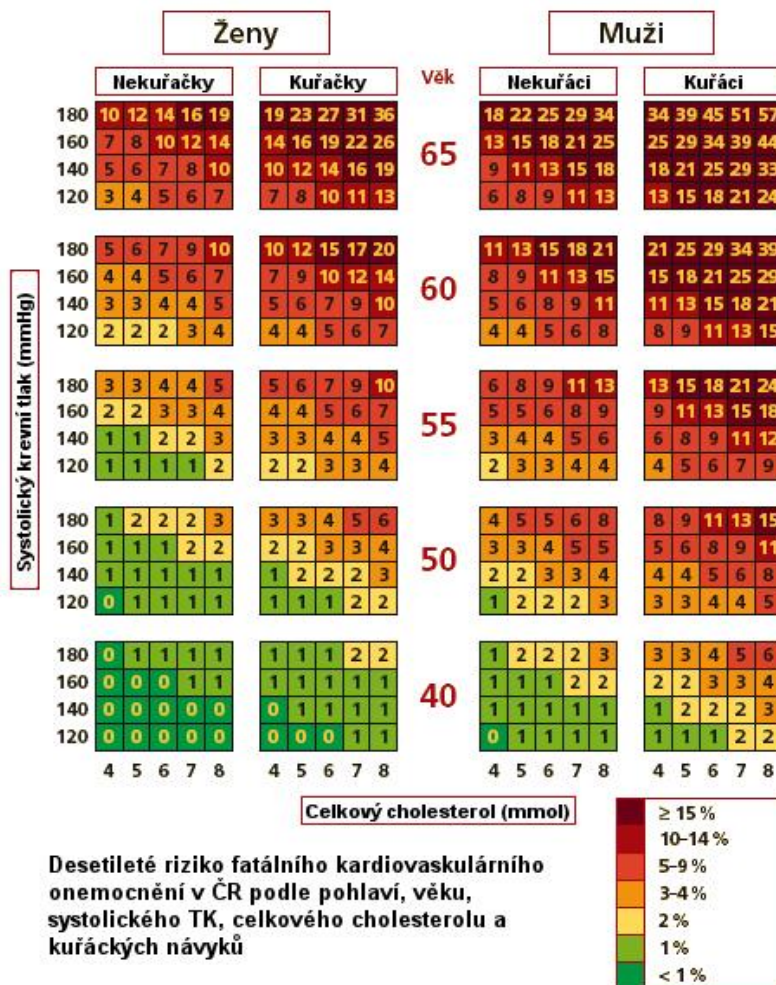 Ženy Muži
Nekuřačky Kuřačky Věk Nekuřáci Kuřáci
180 10 12 14 16 19 19 23 27 31 36 18 22 25 29 34 34 39 45 51 57
160 7 8 10 12 14 14 16 19 22 26 13 15 18 21 25 25 29 34 39 44
65
140 5 6 7 8 10 10 12 14 16 19 9 11 13 15 18 18 21 25 29 33
120 3 4 5 6 7 7 8 10 11 13 6 8 9 11 13 13 15 18 21 24
180 5 6 7 9 10 10 12 15 17 20 11 13 15 18 21 21 25 29 34 39
160 4 4 5 6 7 7 9 10 12 14 8 9 11 13 15 15 18 21 25 29
60
140 3 3 4 4 5 5 6 7 9 10 5 6 8 9 11 11 13 15 18 21
120 2 2 2 3 4 4 4 5 6 7 4 4 5 6 8 8 9 11 13 15
Systolický krevní tlak (mmHg)
180 3 3 4 4 5 5 6 7 9 10 6 8 9 11 13 13 15 18 21 24
160 2 2 3 3 4 4 4 5 6 7 5 5 6 8 9 9 11 13 15 18
55
140 1 1 2 2 3 3 3 4 4 5 3 4 4 5 6 6 8 9 11 12
120 1 1 1 1 2 2 2 3 3 4 2 3 3 4 4 4 5 6 7 9
180 1 2 2 2 3 3 3 4 5 6 4 5 5 6 8 8 9 11 13 15
160 1 1 1 2 2 2 2 3 3 4 3 3 4 5 5 5 6 8 9 11
50
140 1 1 1 1 1 1 2 2 2 3 2 2 3 3 4 4 4 5 6 8
120 0 1 1 1 1 1 1 1 2 2 1 2 2 2 3 3 3 4 4 5
180 0 1 1 1 1 1 1 1 2 2 1 2 2 2 3 3 3 4 5 6
160 0 0 0 1 1 1 1 1 1 1 1 1 1 2 2 2 2 3 3 4
40
140 0 0 0 0 0 0 1 1 1 1 1 1 1 1 1 1 2 2 2 3
120 0 0 0 0 0 0 0 0 1 1 0 1 1 1 1 1 1 1 2 2
4 5 6 7 8 4 5 6 7 8 4 5 6 7 8 4 5 6 7 8
Celkový cholesterol (mmol)
≥ 15 %
10–14 %
5–9 %
3–4 %
2 %
1 %
< 1 %
Desetileté riziko fatálního kardiovaskulárního
onemocnění v ČR podle pohlaví, věku,
systolického TK, celkového cholesterolu a
kuřáckých návyků